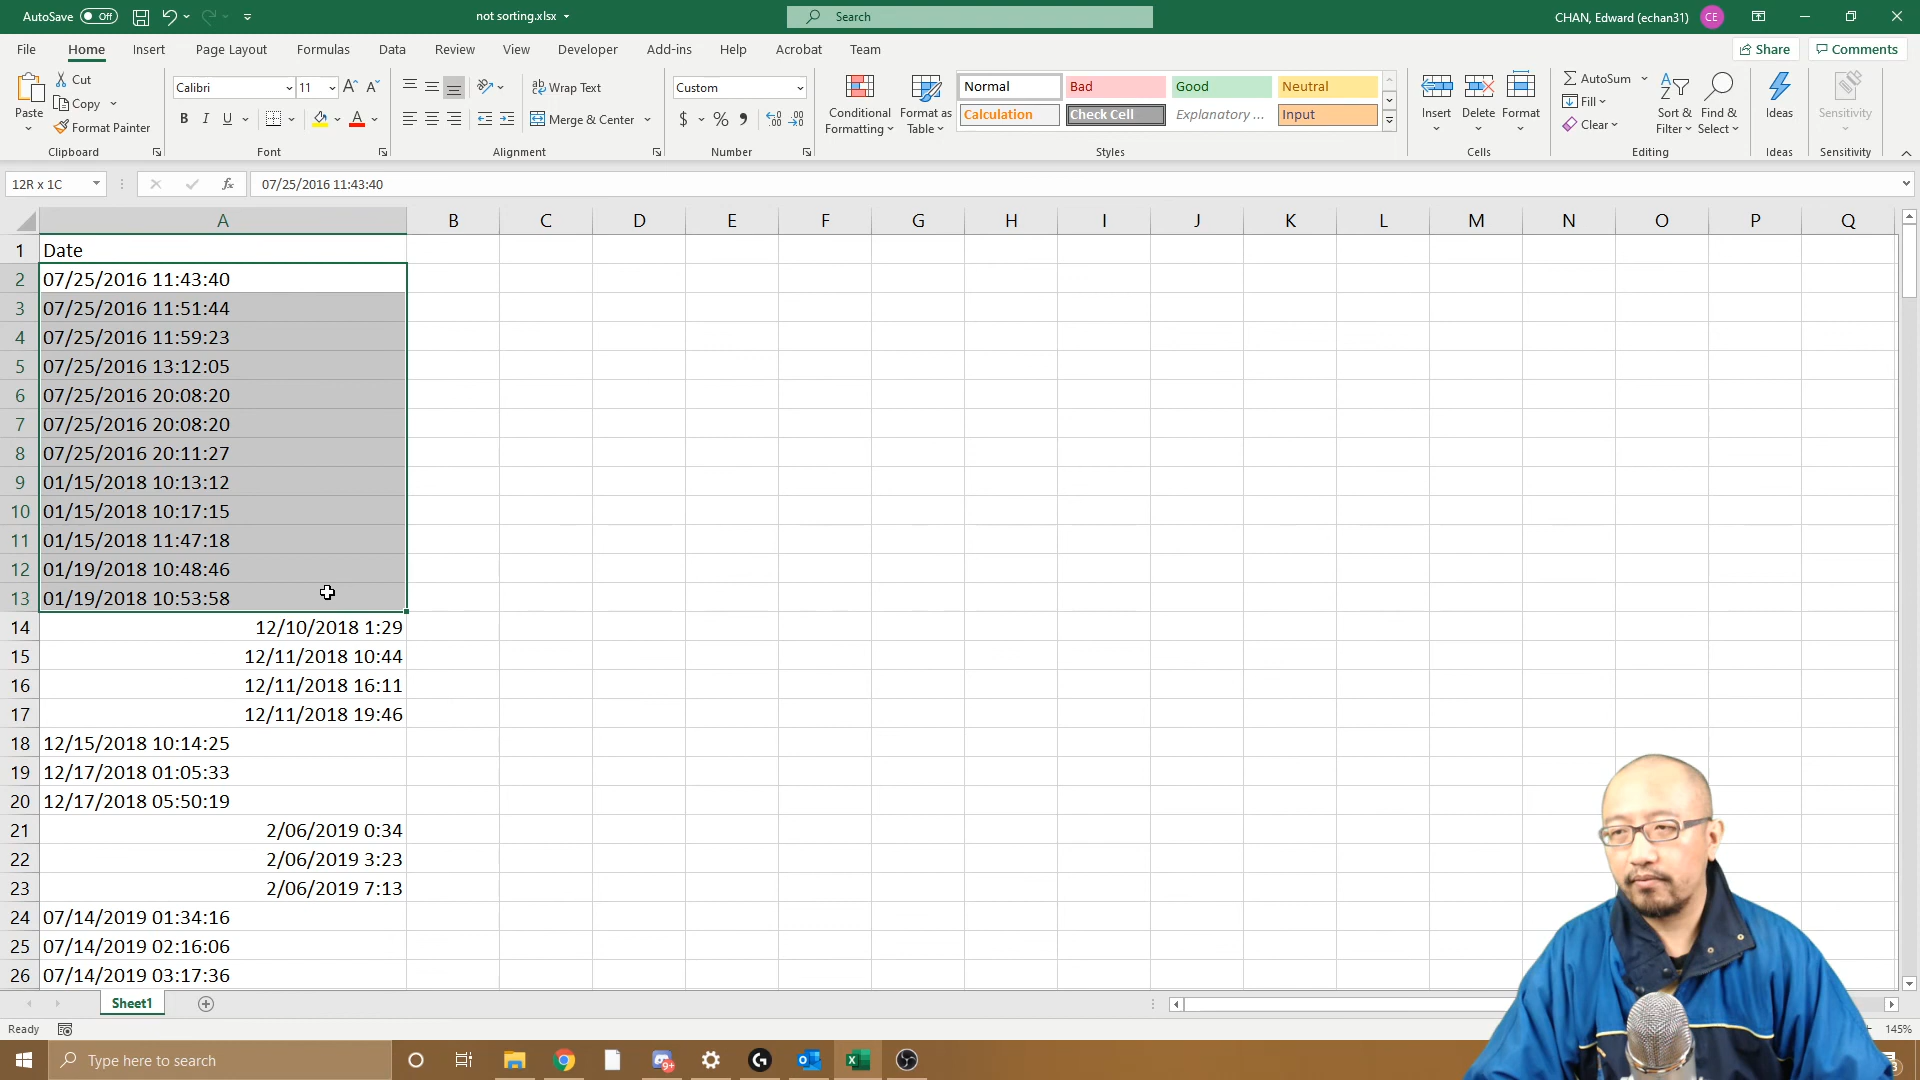 AutoSave Off not sorting.xlsx Search CHAN, Edward (echan31) CE
File Home Insert Page Layout Formulas Data Review View Developer Add-ins Help Acrobat Team Share Comments
Paste Cut Copy Format Painter Clipboard
Calibri 11 A A B I U A Font
Wrap Text Merge & Center Alignment
Custom $ % Number
Conditional Formatting Format as Table
Normal Bad Good Neutral
Calculation Check Cell Explanatory ... Input
Styles
Insert Delete Format Cells
AutoSum Fill Clear Sort & Filter Find & Select Editing
Ideas Ideas
Sensitivity Sensitivity
12R x 1C fx 07/25/2016 11:43:40
A B C D E F G H I J K L M N O P Q
1 Date
2 07/25/2016 11:43:40
3 07/25/2016 11:51:44
4 07/25/2016 11:59:23
5 07/25/2016 13:12:05
6 07/25/2016 20:08:20
7 07/25/2016 20:08:20
8 07/25/2016 20:11:27
9 01/15/2018 10:13:12
10 01/15/2018 10:17:15
11 01/15/2018 11:47:18
12 01/19/2018 10:48:46
13 01/19/2018 10:53:58
14 12/10/2018 1:29
15 12/11/2018 10:44
16 12/11/2018 16:11
17 12/11/2018 19:46
18 12/15/2018 10:14:25
19 12/17/2018 01:05:33
20 12/17/2018 05:50:19
21 2/06/2019 0:34
22 2/06/2019 3:23
23 2/06/2019 7:13
24 07/14/2019 01:34:16
25 07/14/2019 02:16:06
26 07/14/2019 03:17:36
Sheet1
Ready 145%
Type here to search 9+